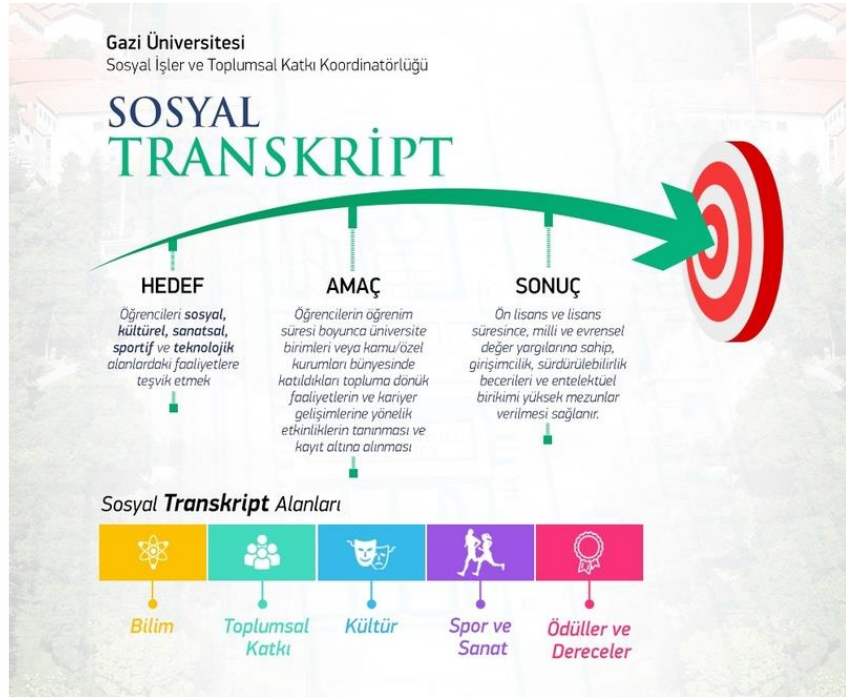 Gazi Üniversitesi
Sosyal İşler ve Toplumsal Katkı Koordinatörlüğü
SOSYAL
TRANSKRİPT
HEDEF
Öğrencileri sosyal,
kültürel, sanatsal,
sportif ve teknolojik
alanlardaki faaliyetlere
teşvik etmek
AMAÇ
Öğrencilerin öğrenim
süresi boyunca üniversite
birimleri veya kamu/özel
kurumları bünyesinde
katıldıkları topluma dönük
faaliyetlerin ve kariyer
gelişimlerine yönelik
etkinliklerin tanınması ve
kayıt altına alınması
SONUÇ
Ön lisans ve lisans
süresince, milli ve evrensel
değer yargılarına sahip,
girişimcilik, sürdürülebilirlik
becerileri ve entelektüel
birikimi yüksek mezunlar
verilmesi sağlanır.
Sosyal Transkript Alanları
Bilim
Toplumsal
Katkı
Kültür
Spor ve
Sanat
Ödüller ve
Dereceler